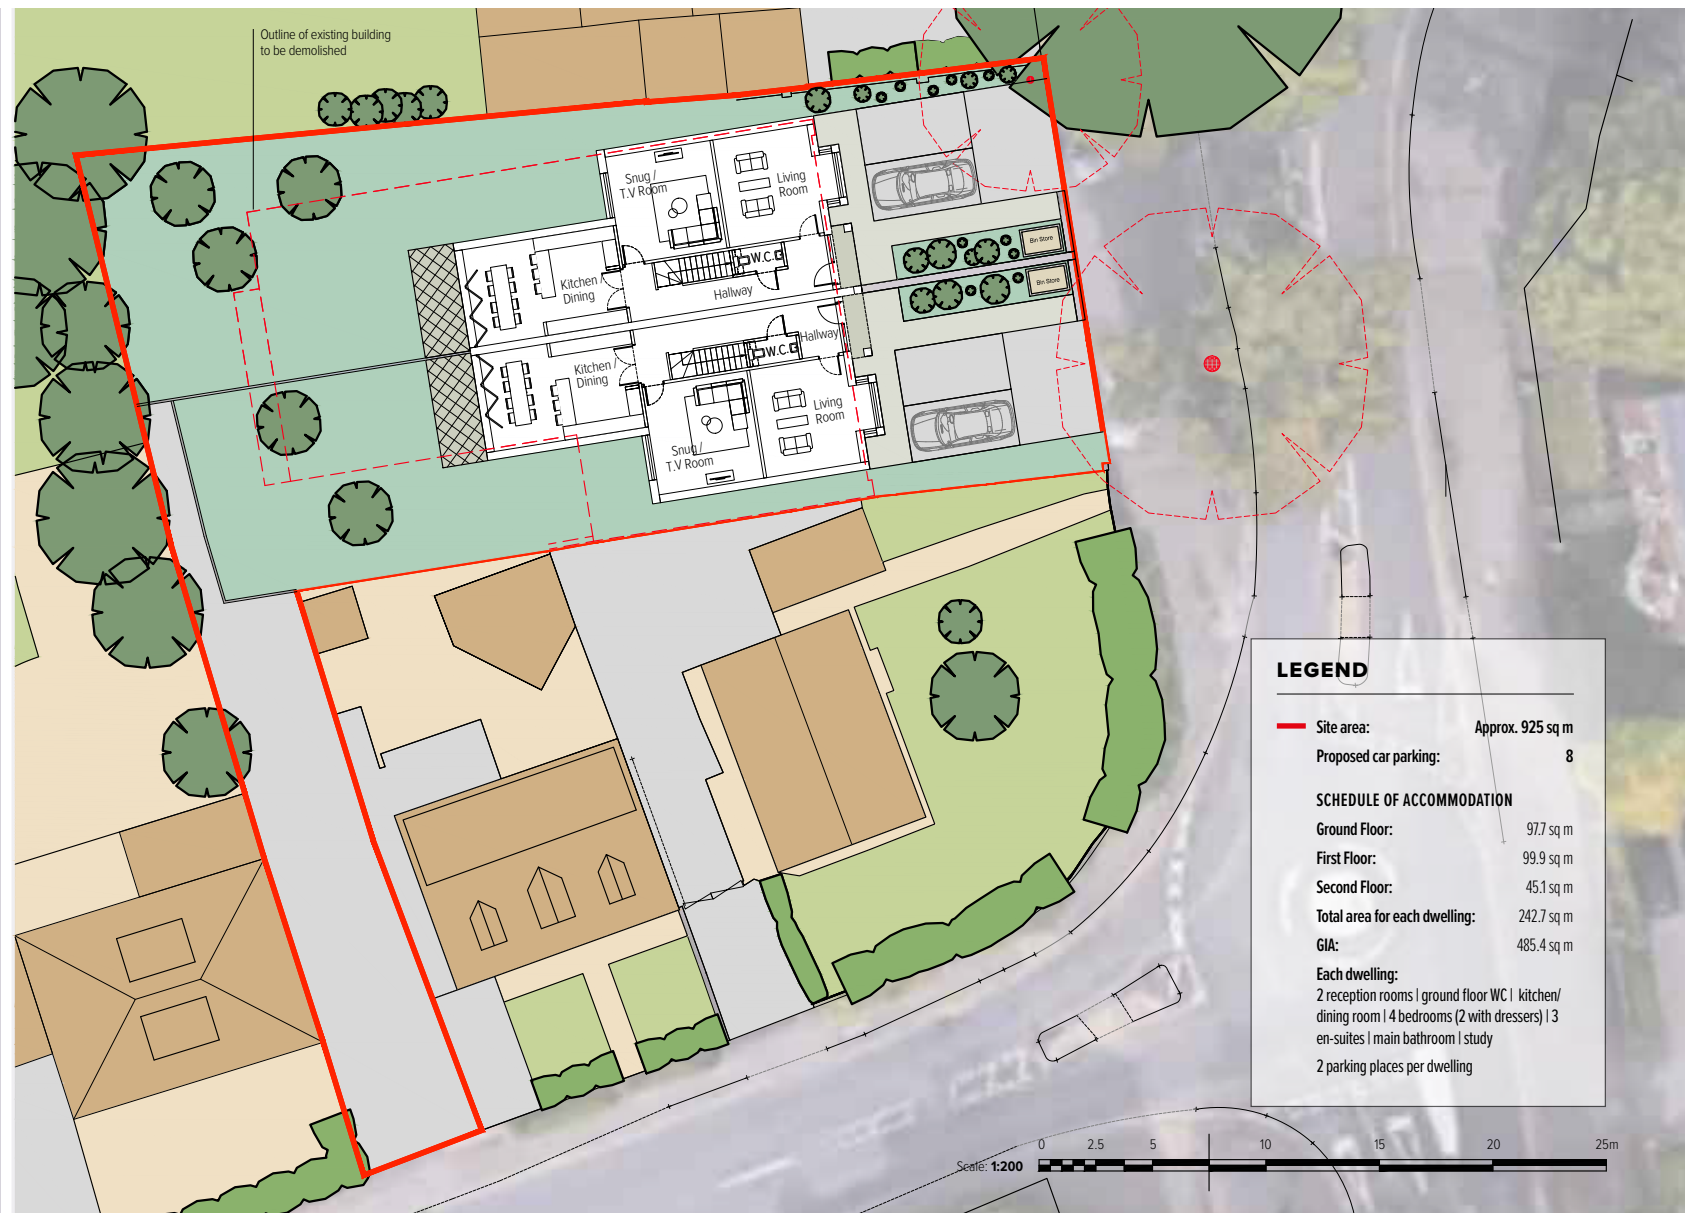 Outline of existing building
to be demolished
Snug /
T.V Room
Living
Room
W.C.
Kitchen /
Dining
Hallway
Bin Store
Bin Store
Hallway
W.C.
Kitchen /
Dining
Living
Room
Snug /
T.V Room
LEGEND
Site area: Approx. 925 sq m
Proposed car parking: 8
SCHEDULE OF ACCOMMODATION
Ground Floor: 97.7 sq m
First Floor: 99.9 sq m
Second Floor: 45.1 sq m
Total area for each dwelling: 242.7 sq m
GIA: 485.4 sq m
Each dwelling:
2 reception rooms | ground floor WC | kitchen/
dining room | 4 bedrooms (2 with dressers) | 3
en-suites | main bathroom | study
2 parking places per dwelling
0 2.5 5 10 15 20 25m
Scale: 1:200